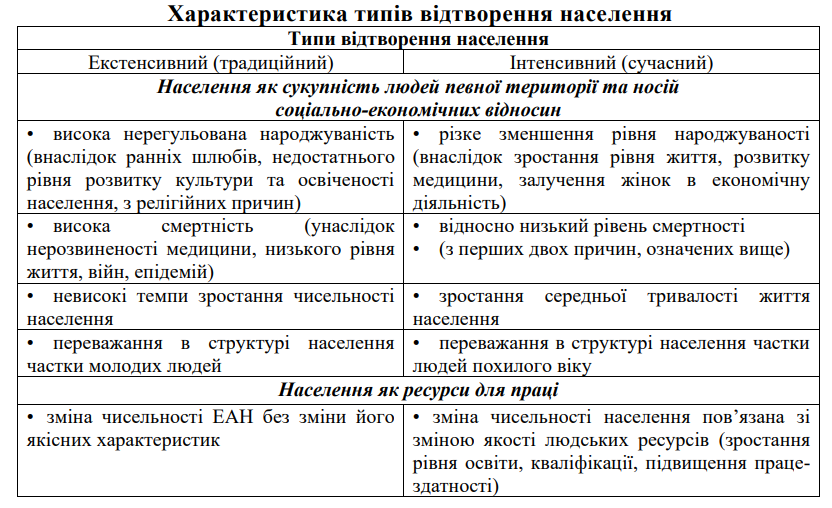 Характеристика типів відтворення населення
Типи відтворення населення
Екстенсивний (традиційний)
Інтенсивний (сучасний)
Населення як сукупність людей певної території та носій
соціально-економічних відносин
• висока нерегульована народжуваність
(внаслідок ранніх шлюбів, недостатнього
рівня розвитку культури та освіченості
населення, з релігійних причин)
• різке зменшення рівня народжуваності
(внаслідок зростання рівня життя, розвитку
медицини, залучення жінок в економічну
діяльність)
• висока смертність (унаслідок
нерозвиненості медицини, низького рівня
життя, війн, епідемій)
• відносно низький рівень смертності
• (з перших двох причин, означених вище)
• невисокі темпи зростання чисельності
населення
• зростання середньої тривалості життя
населення
• переважання в структурі населення
частки молодих людей
• переважання в структурі населення частки
людей похилого віку
Населення як ресурси для праці
• зміна чисельності ЕАН без зміни його
якісних характеристик
• зміна чисельності населення пов’язана зі
зміною якості людських ресурсів (зростання
рівня освіти, кваліфікації, підвищення праце-
здатності)